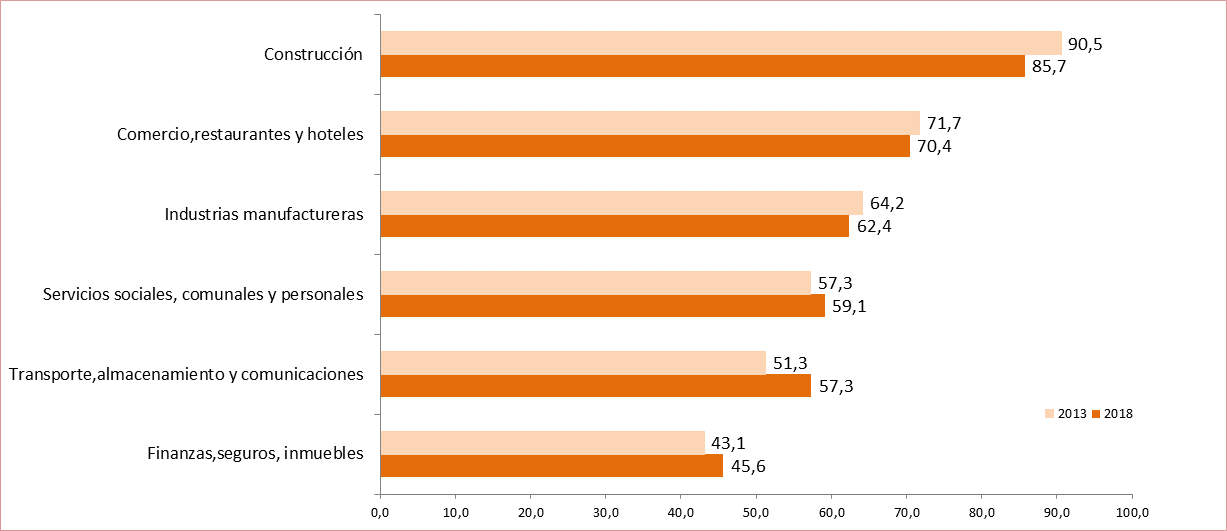 Construcción
90,5
85,7
Comercio,restaurantes y hoteles
71,7
70,4
Industrias manufactureras
64,2
62,4
Servicios sociales, comunales y personales
57,3
59,1
Transporte,almacenamiento y comunicaciones
51,3
57,3
2013 2018
Finanzas,seguros, inmuebles
43,1
45,6
0,0 10,0 20,0 30,0 40,0 50,0 60,0 70,0 80,0 90,0 100,0